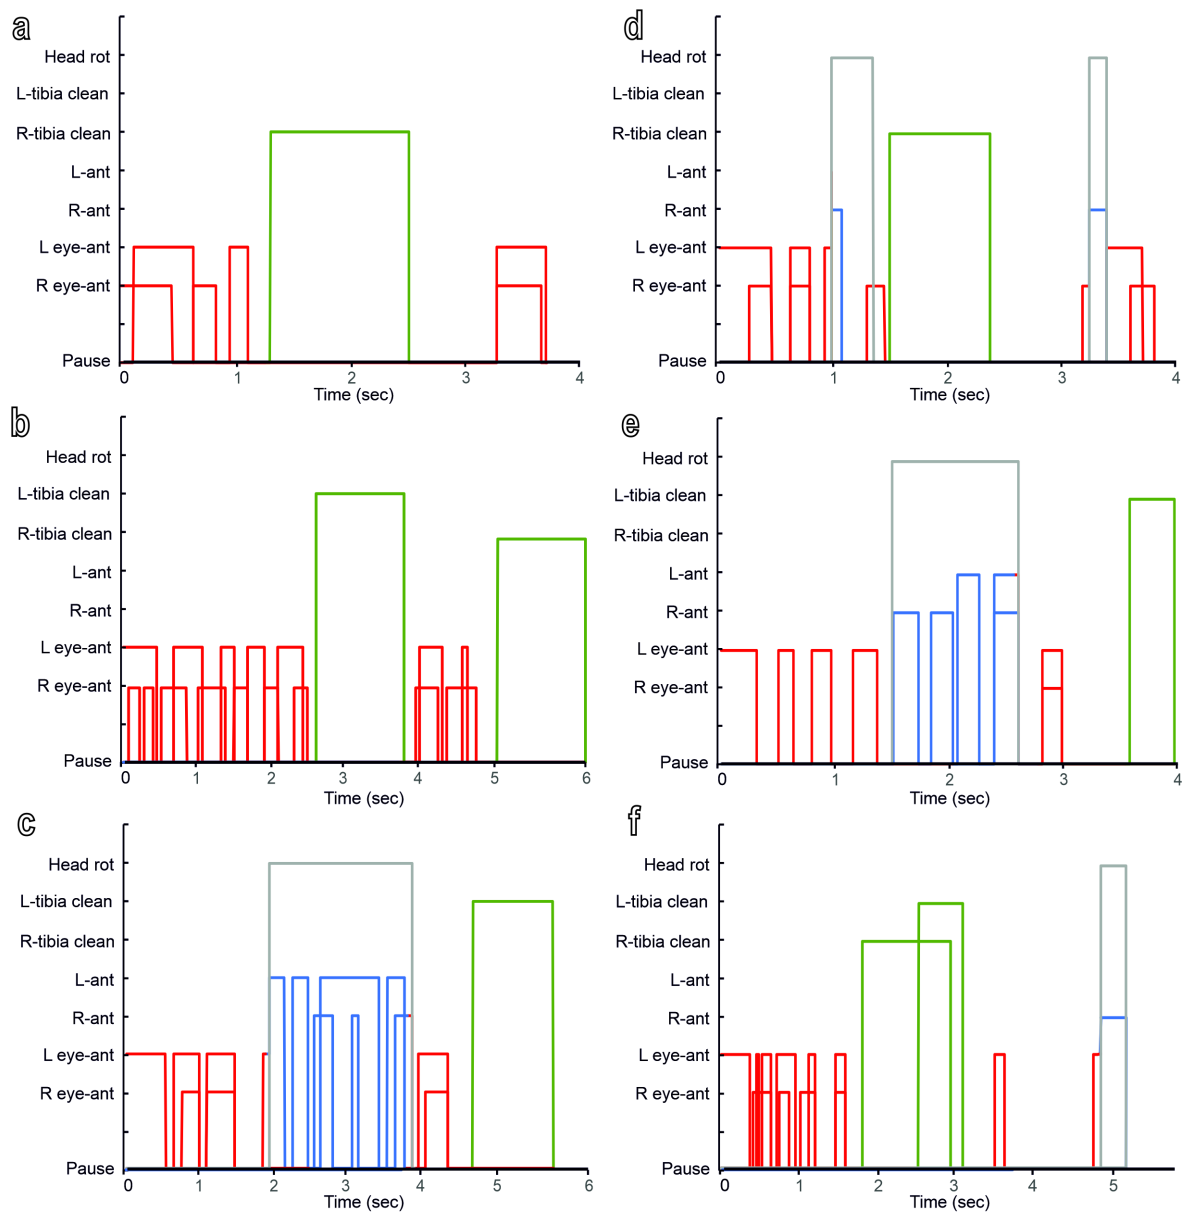 a
Head rot
L-tibia clean
R-tibia clean
L-ant
R-ant
L eye-ant
R eye-ant
Pause
0 1 2 3 4
Time (sec)
b
Head rot
L-tibia clean
R-tibia clean
L-ant
R-ant
L eye-ant
R eye-ant
Pause
0 1 2 3 4 5 6
Time (sec)
c
Head rot
L-tibia clean
R-tibia clean
L-ant
R-ant
L eye-ant
R eye-ant
Pause
0 1 2 3 4 5 6
Time (sec)
d
Head rot
L-tibia clean
R-tibia clean
L-ant
R-ant
L eye-ant
R eye-ant
Pause
0 1 2 3 4
Time (sec)
e
Head rot
L-tibia clean
R-tibia clean
L-ant
R-ant
L eye-ant
R eye-ant
Pause
0 1 2 3 4
Time (sec)
f
Head rot
L-tibia clean
R-tibia clean
L-ant
R-ant
L eye-ant
R eye-ant
Pause
0 1 2 3 4 5
Time (sec)